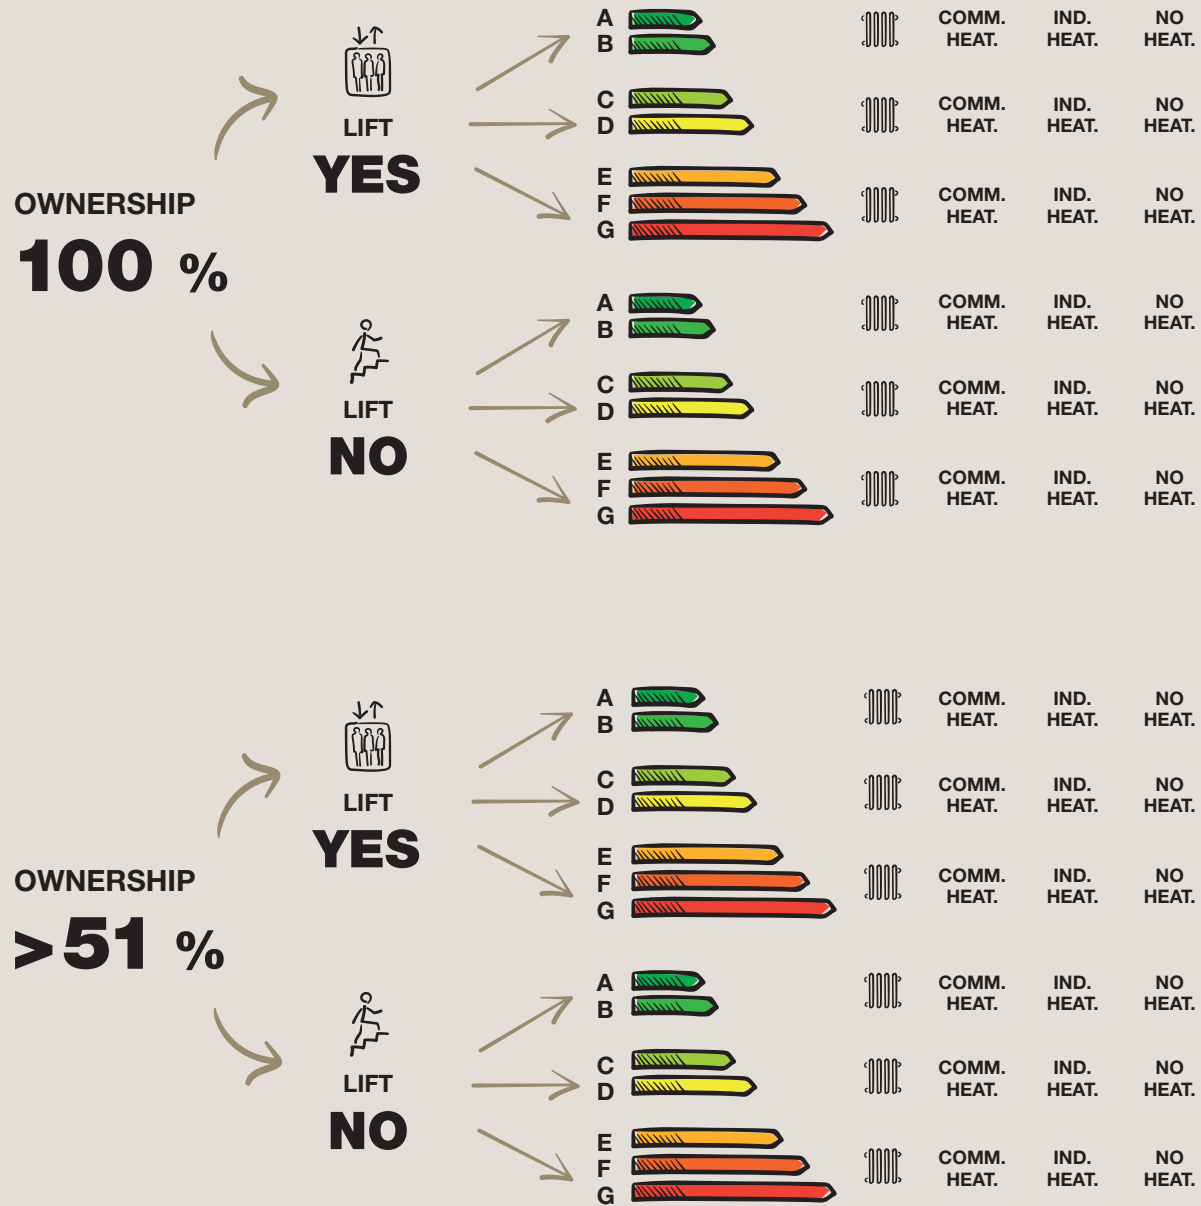 OWNERSHIP
100 %
LIFT
YES
A
B
COMM. HEAT.
IND. HEAT.
NO HEAT.
C
D
COMM. HEAT.
IND. HEAT.
NO HEAT.
E
F
G
COMM. HEAT.
IND. HEAT.
NO HEAT.
LIFT
NO
A
B
COMM. HEAT.
IND. HEAT.
NO HEAT.
C
D
COMM. HEAT.
IND. HEAT.
NO HEAT.
E
F
G
COMM. HEAT.
IND. HEAT.
NO HEAT.
OWNERSHIP
>51 %
LIFT
YES
A
B
COMM. HEAT.
IND. HEAT.
NO HEAT.
C
D
COMM. HEAT.
IND. HEAT.
NO HEAT.
E
F
G
COMM. HEAT.
IND. HEAT.
NO HEAT.
LIFT
NO
A
B
COMM. HEAT.
IND. HEAT.
NO HEAT.
C
D
COMM. HEAT.
IND. HEAT.
NO HEAT.
E
F
G
COMM. HEAT.
IND. HEAT.
NO HEAT.